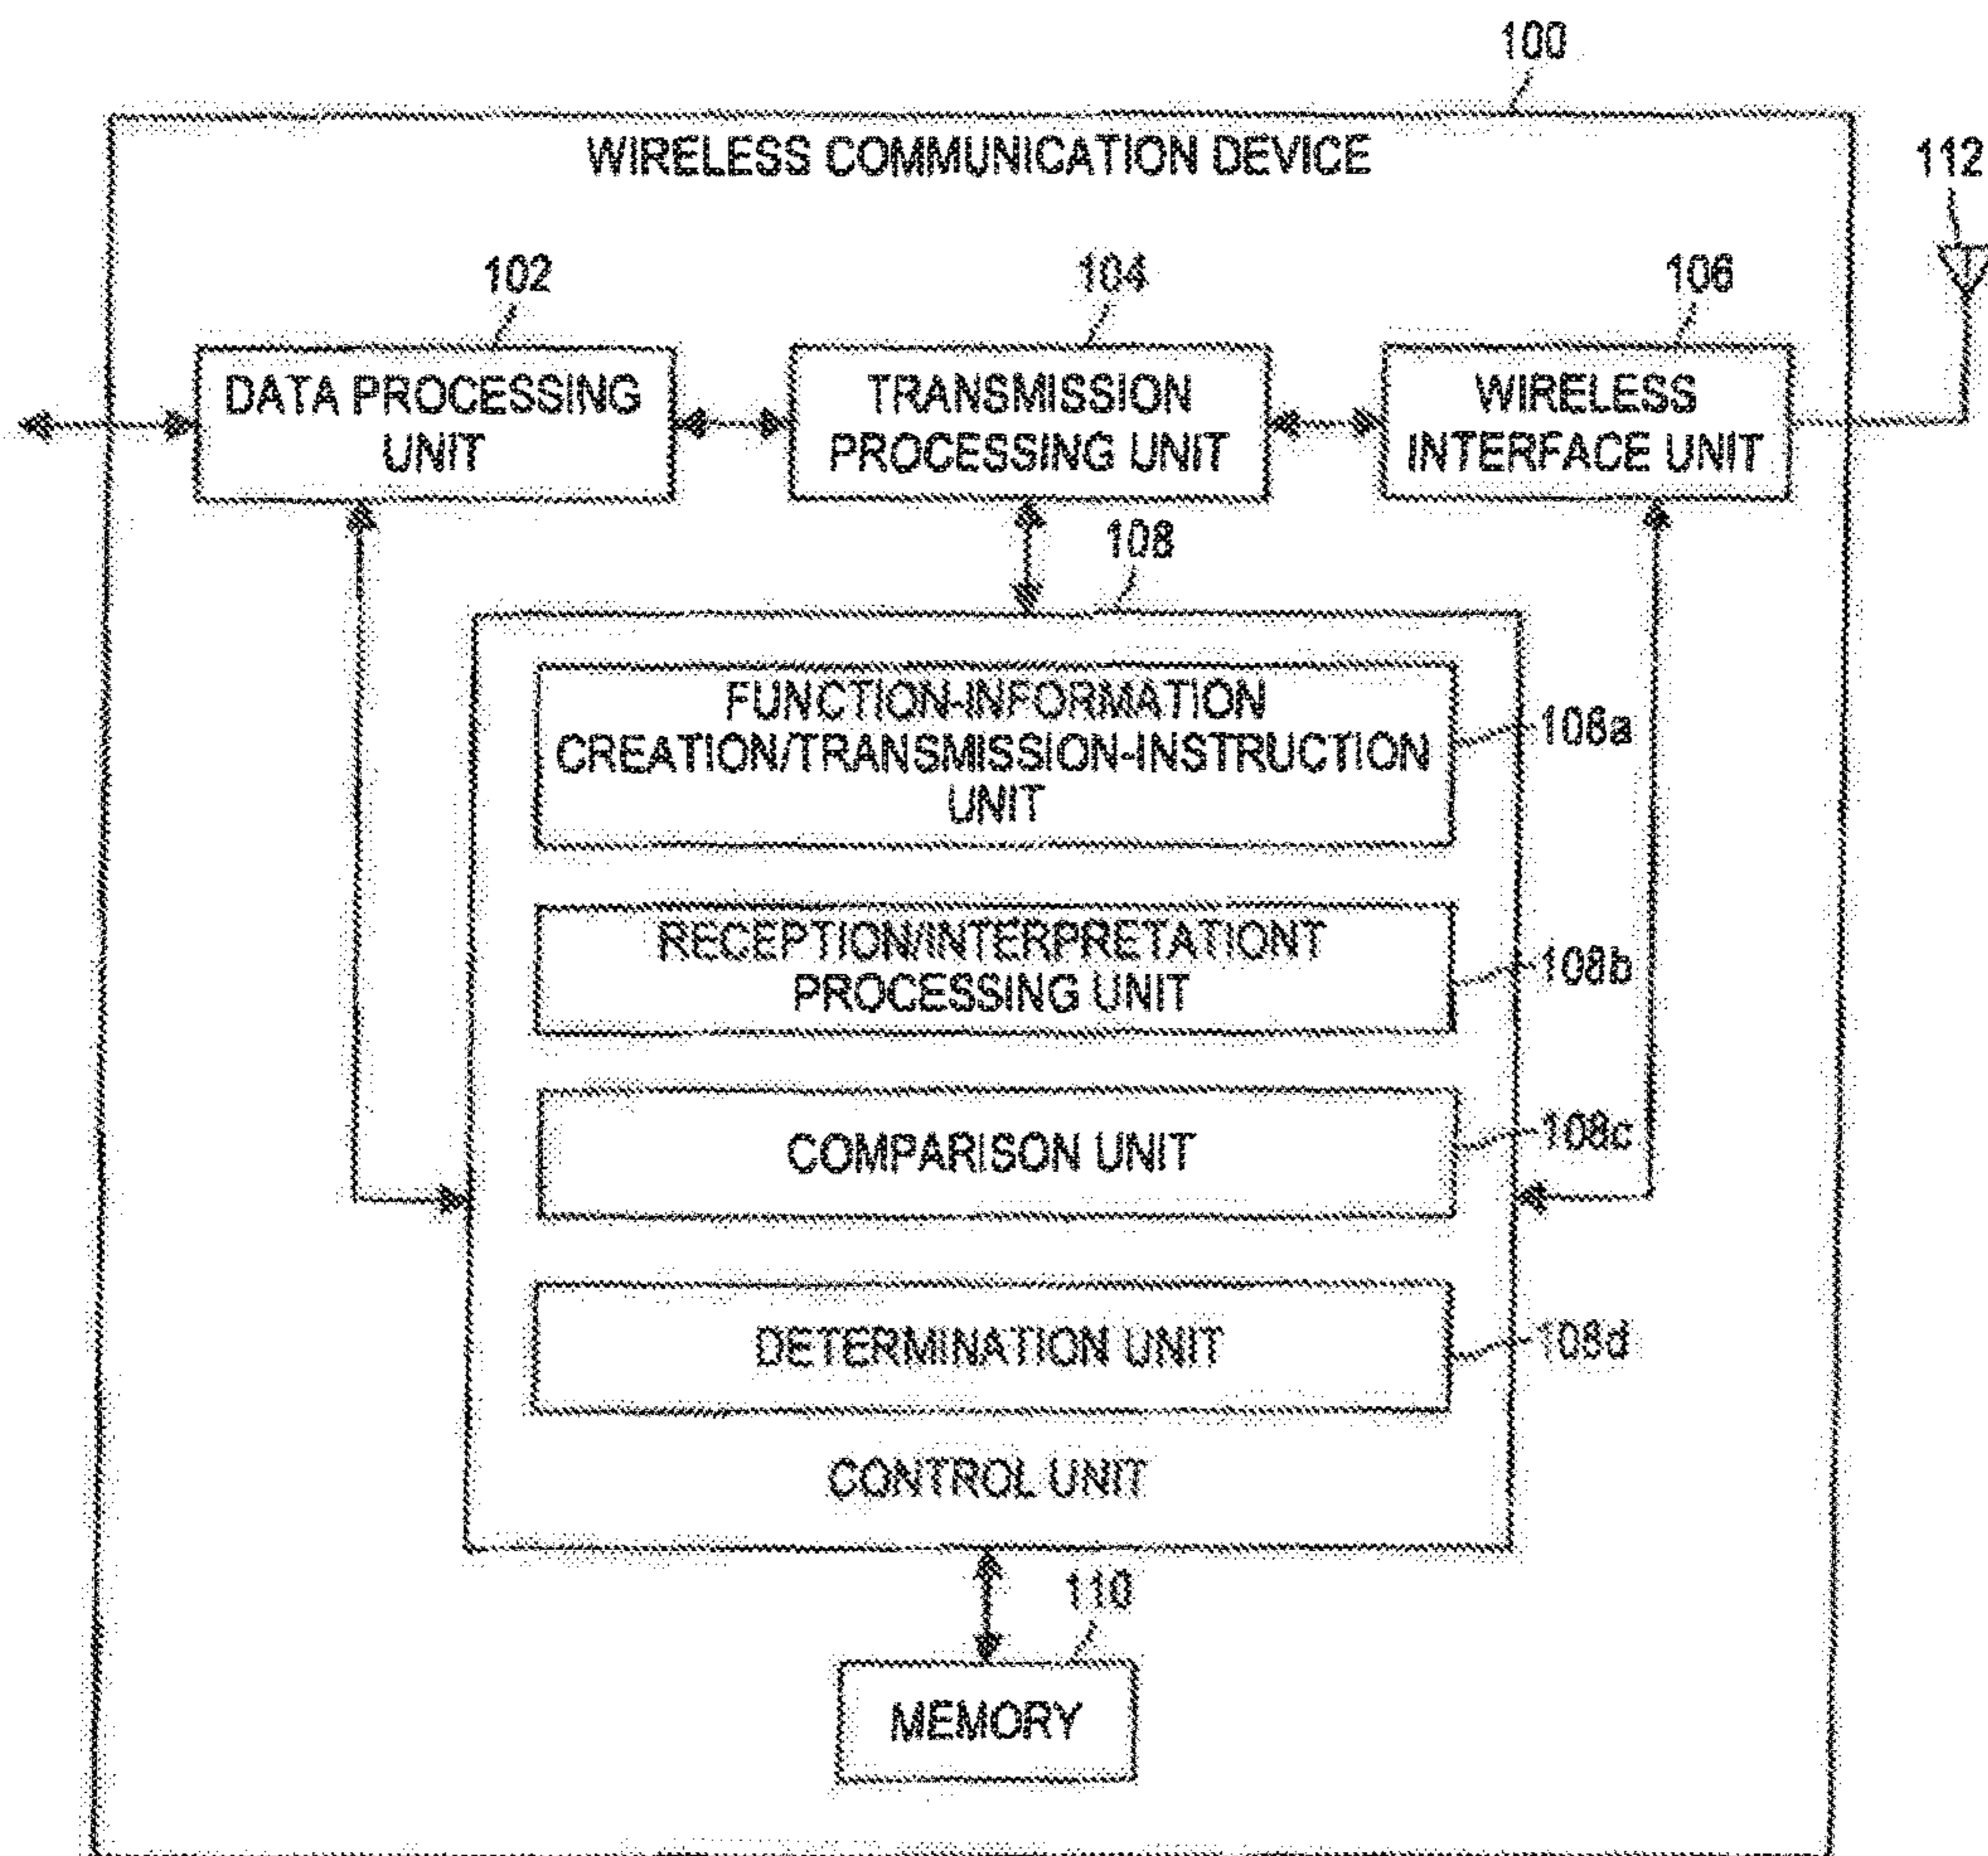 100
WIRELESS COMMUNICATION DEVICE
112
102
104
106
DATA PROCESSING
UNIT
TRANSMISSION
PROCESSING UNIT
WIRELESS
INTERFACE UNIT
108
FUNCTION-INFORMATION
CREATION/TRANSMISSION-INSTRUCTION
UNIT
108a
RECEPTION/INTERPRETATIONT
PROCESSING UNIT
108b
COMPARISON UNIT
108c
DETERMINATION UNIT
108d
CONTROL UNIT
110
MEMORY